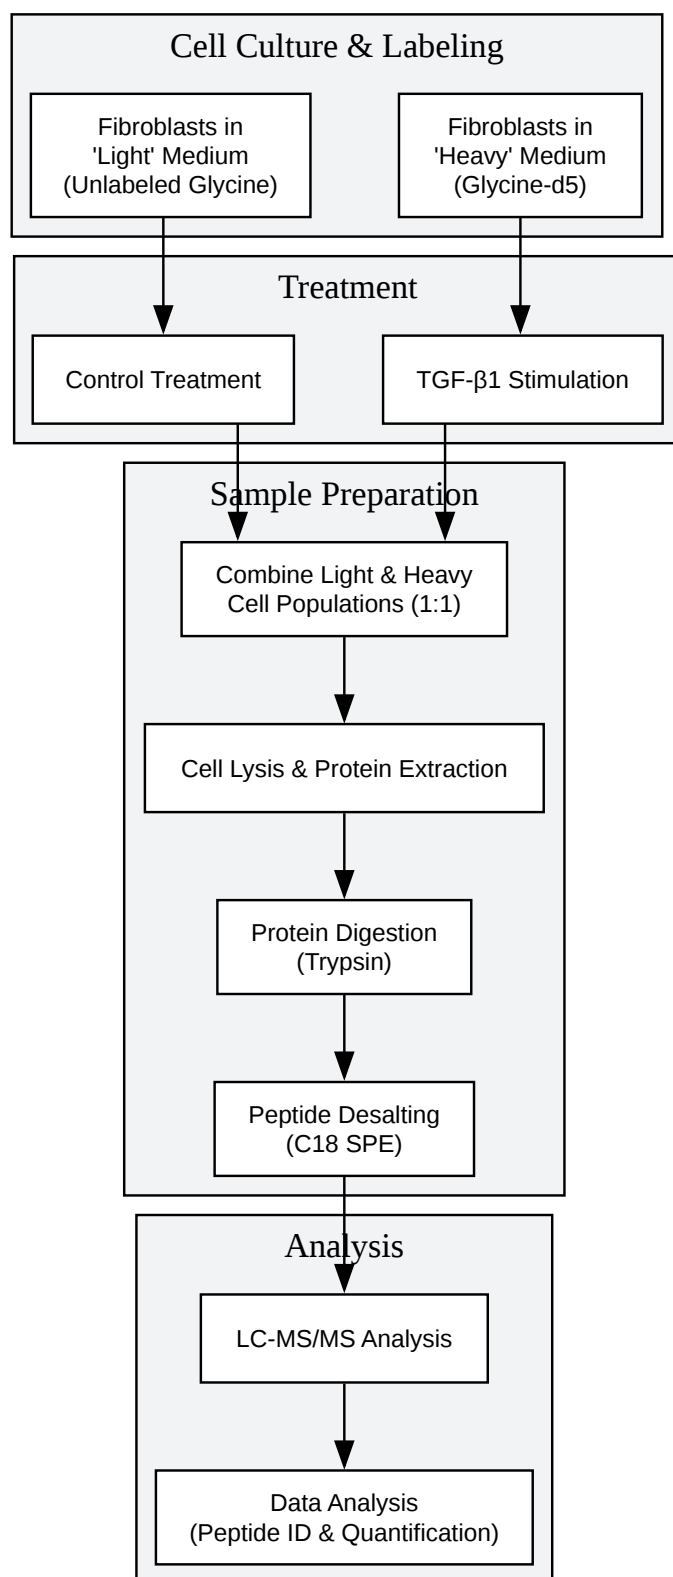 Cell Culture & Labeling
Fibroblasts in
'Light' Medium
(Unlabeled Glycine)
Fibroblasts in
'Heavy' Medium
(Glycine-d5)
Treatment
Control Treatment
TGF-β1 Stimulation
Sample Preparation
Combine Light & Heavy
Cell Populations (1:1)
Cell Lysis & Protein Extraction
Protein Digestion
(Trypsin)
Peptide Desalting
(C18 SPE)
Analysis
LC-MS/MS Analysis
Data Analysis
(Peptide ID & Quantification)